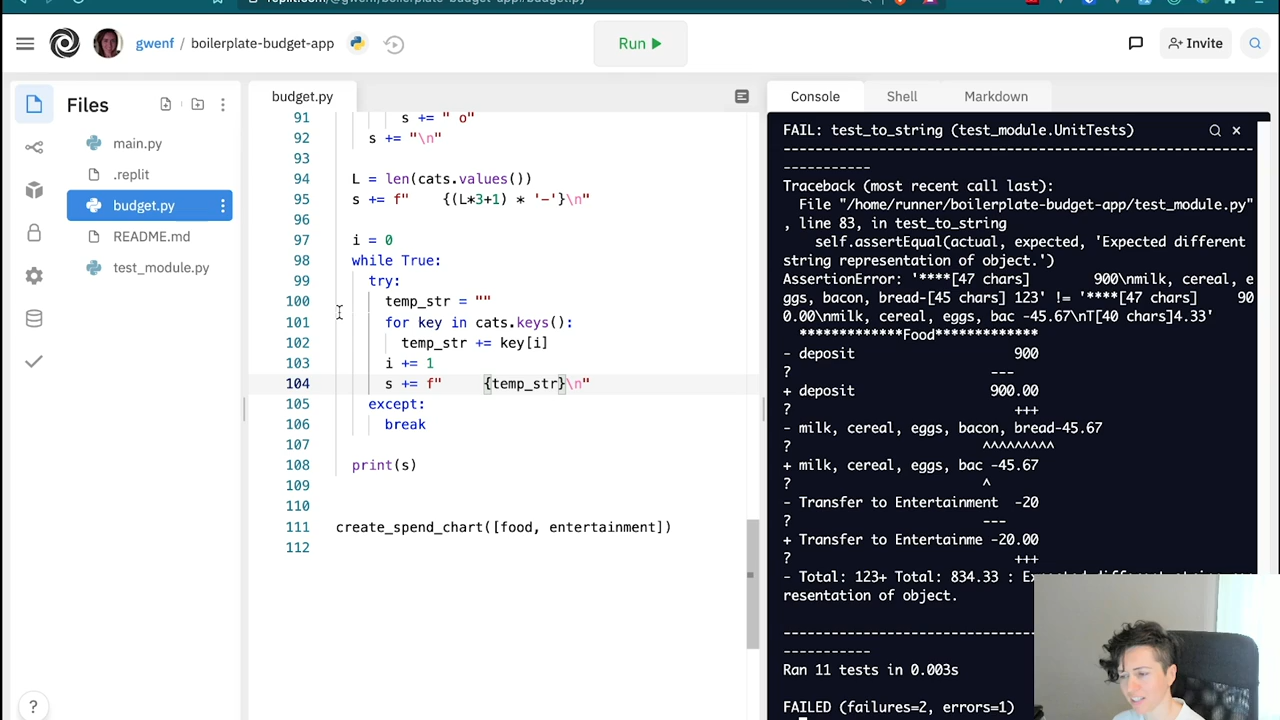 gwenf / boilerplate-budget-app
Run
Invite
Files
main.py
.replit
budget.py
README.md
test_module.py
?
budget.py
91 s += " o"
92 s += "\n"
93
94 L = len(cats.values())
95 s += f"    {(L*3+1) * '-'}\n"
96
97 i = 0
98 while True:
99 try:
100 temp_str = ""
101 for key in cats.keys():
102 temp_str += key[i]
103 i += 1
104 s += f"     {temp_str}\n"
105 except:
106 break
107
108 print(s)
109
110
111 create_spend_chart([food, entertainment])
112
Console Shell Markdown
FAIL: test_to_string (test_module.UnitTests)
----------------------------------------------------------
-----------
Traceback (most recent call last):
File "/home/runner/boilerplate-budget-app/test_module.py"
, line 83, in test_to_string
self.assertEqual(actual, expected, 'Expected different
string representation of object.')
AssertionError: '****[47 chars]         900\nmilk, cereal, e
ggs, bacon, bread-[45 chars] 123' != '****[47 chars]      90
0.00\nmilk, cereal, eggs, bac -45.67\nT[40 chars]4.33'
*************Food*************
- deposit                    900
?                            ---
+ deposit                 900.00
?                            +++
- milk, cereal, eggs, bacon, bread-45.67
?                        ^^^^^^^^^
+ milk, cereal, eggs, bac -45.67
?                        ^
- Transfer to Entertainment  -20
?                        ---
+ Transfer to Entertainme -20.00
?                            +++
- Total: 123+ Total: 834.33 :
resentation of object.
-----------
Ran 11 tests in 0.003s
FAILED (failures=2, errors=1)